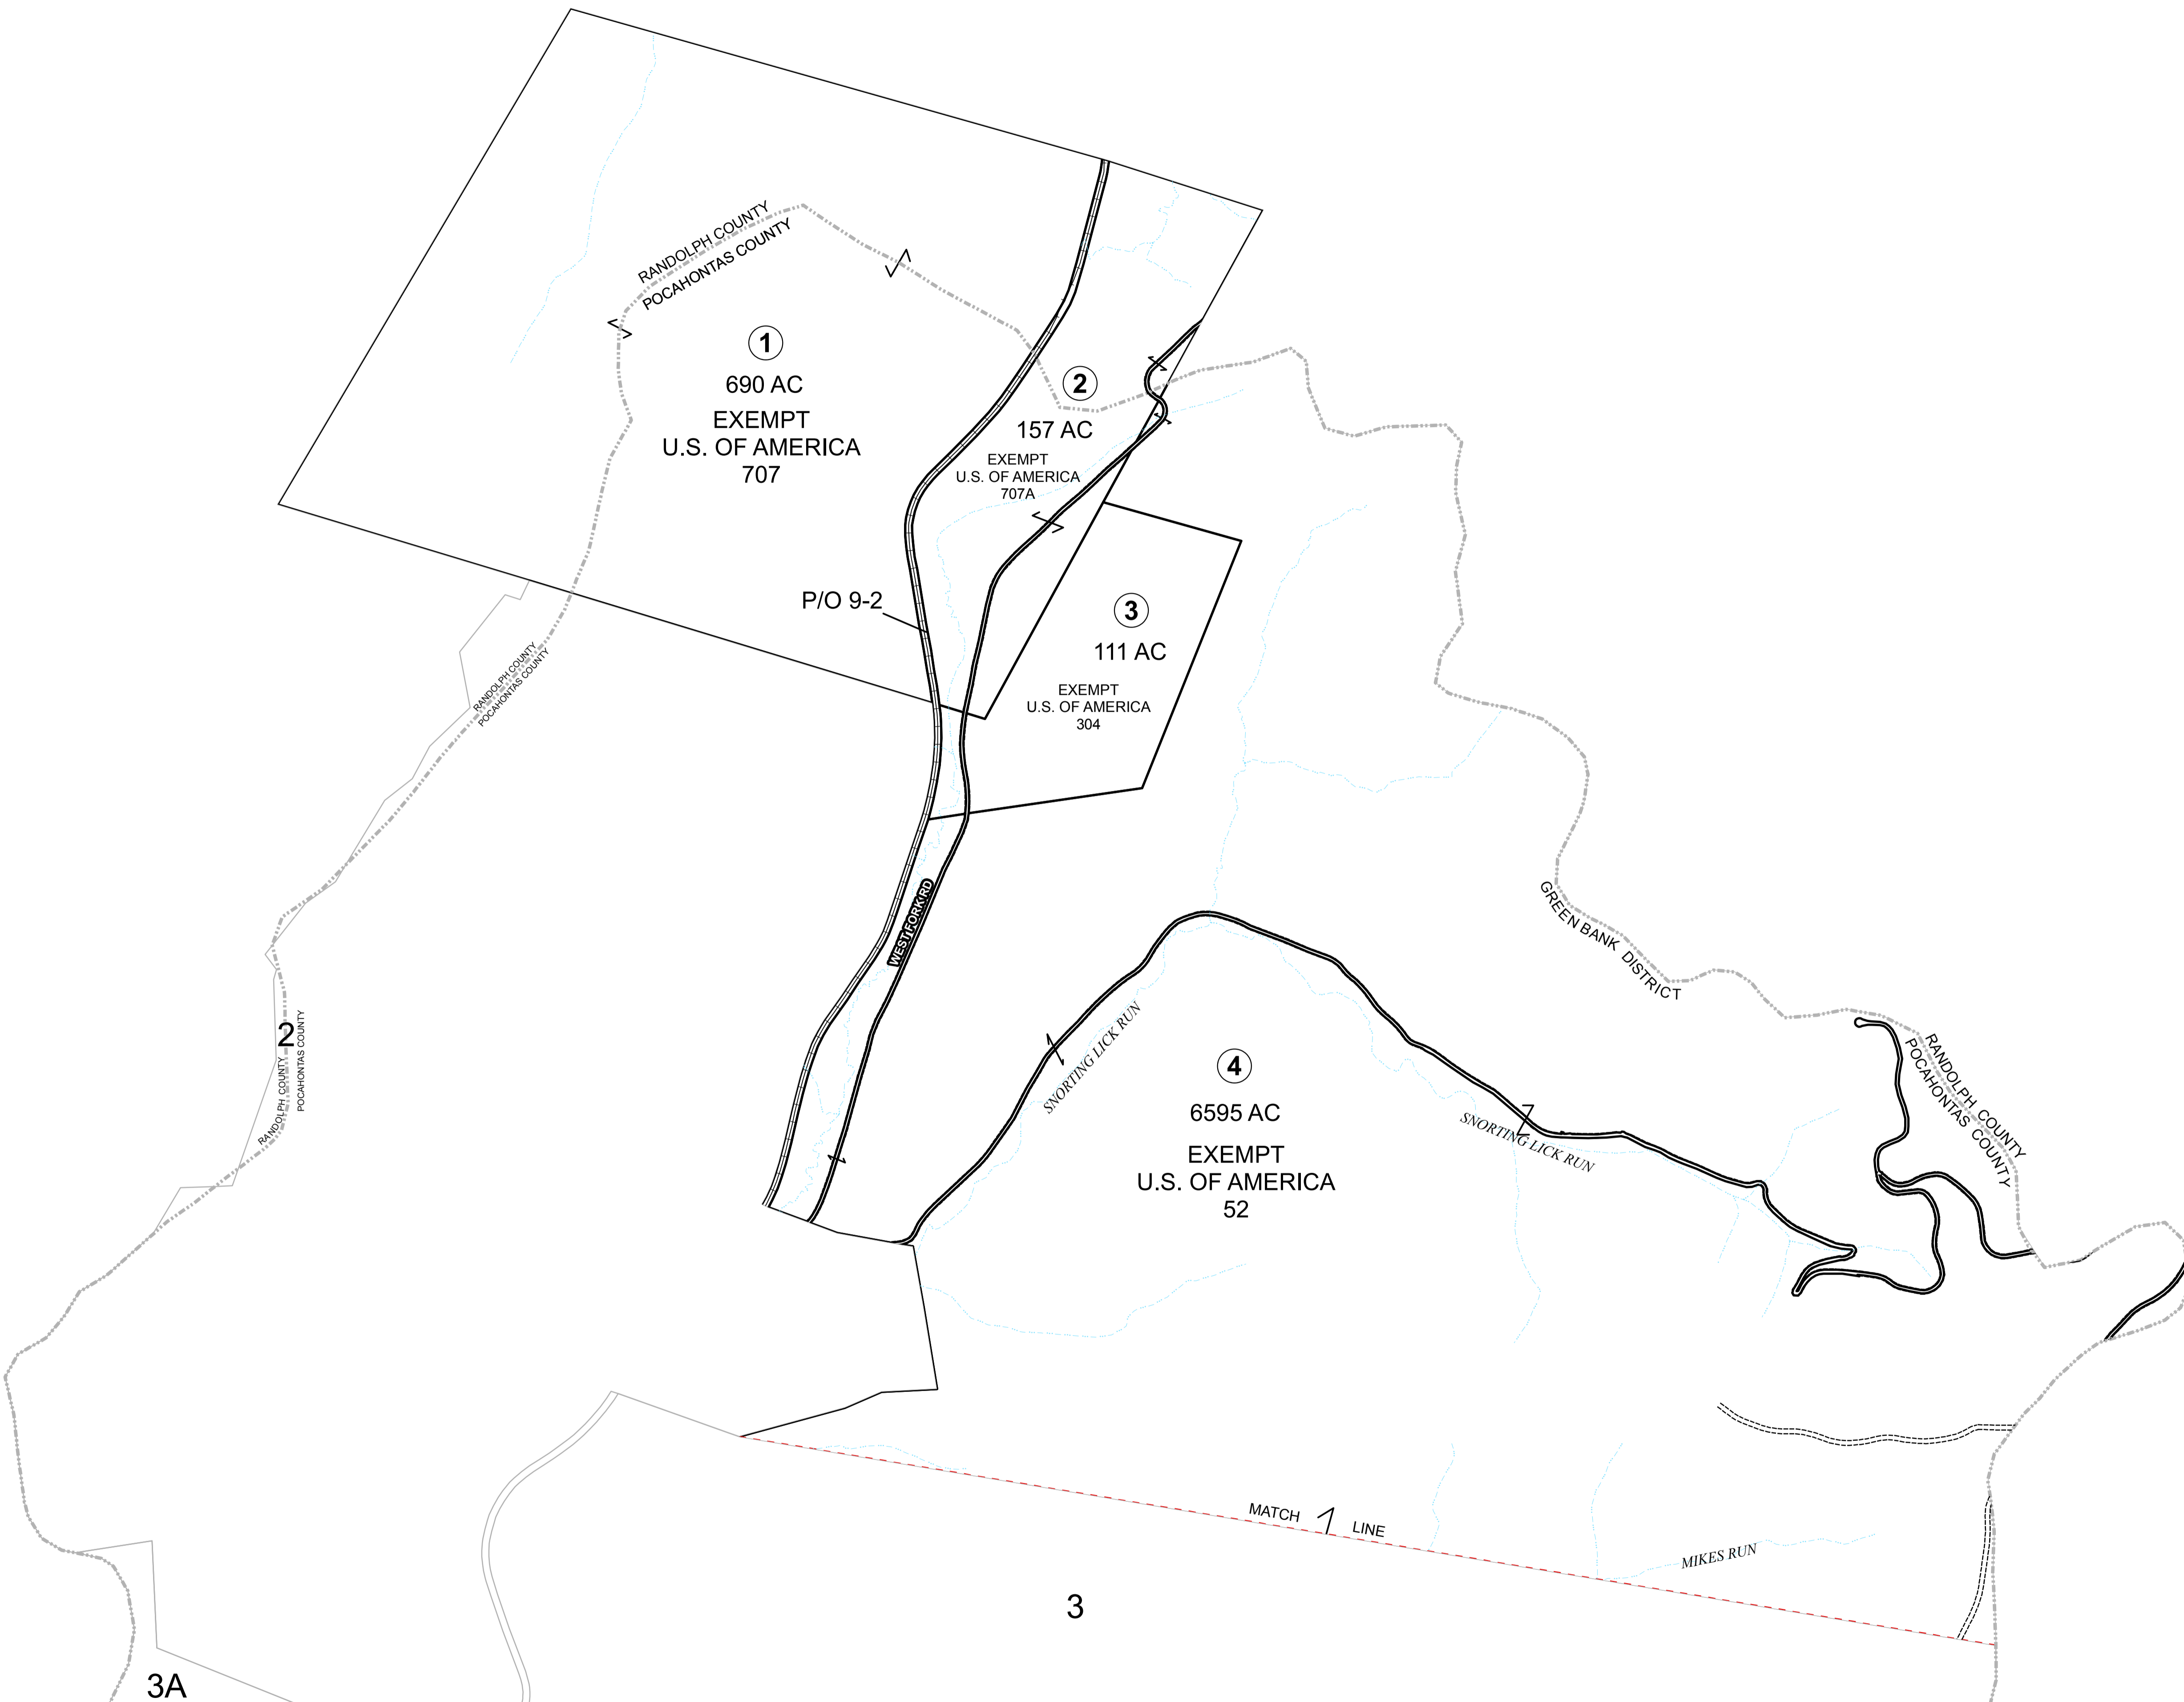 RANDOLPH COUNTY
POCAHONTAS COUNTY
1
690 AC
EXEMPT
U.S. OF AMERICA
707
2
157 AC
EXEMPT
U.S. OF AMERICA
707A
P/O 9-2
3
111 AC
EXEMPT
U.S. OF AMERICA
304
RANDOLPH COUNTY
POCAHONTAS COUNTY
WEST FORK RD
GREEN BANK DISTRICT
2
RANDOLPH COUNTY
POCAHONTAS COUNTY
SNORTING LICK RUN
4
6595 AC
EXEMPT
U.S. OF AMERICA
52
SNORTING LICK RUN
RANDOLPH COUNTY
POCAHONTAS COUNTY
MATCH LINE
MIKES RUN
3
3A